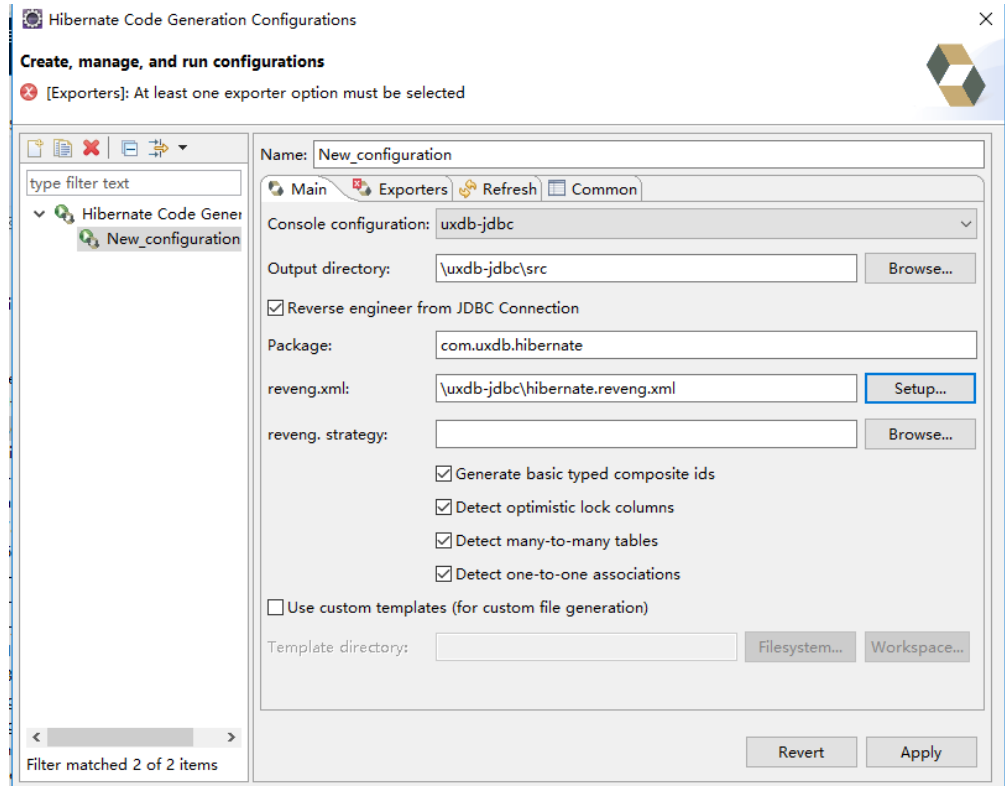 Hibernate Code Generation Configurations
Create, manage, and run configurations
[Exporters]: At least one exporter option must be selected
type filter text
Hibernate Code Gener
New_configuration
Filter matched 2 of 2 items
Name: New_configuration
Main Exporters Refresh Common
Console configuration: uxdb-jdbc
Output directory: \uxdb-jdbc\src Browse...
Reverse engineer from JDBC Connection
Package: com.uxdb.hibernate
reveng.xml: \uxdb-jdbc\hibernate.reveng.xml Setup...
reveng. strategy: Browse...
Generate basic typed composite ids
Detect optimistic lock columns
Detect many-to-many tables
Detect one-to-one associations
Use custom templates (for custom file generation)
Template directory: Filesystem... Workspace...
Revert Apply